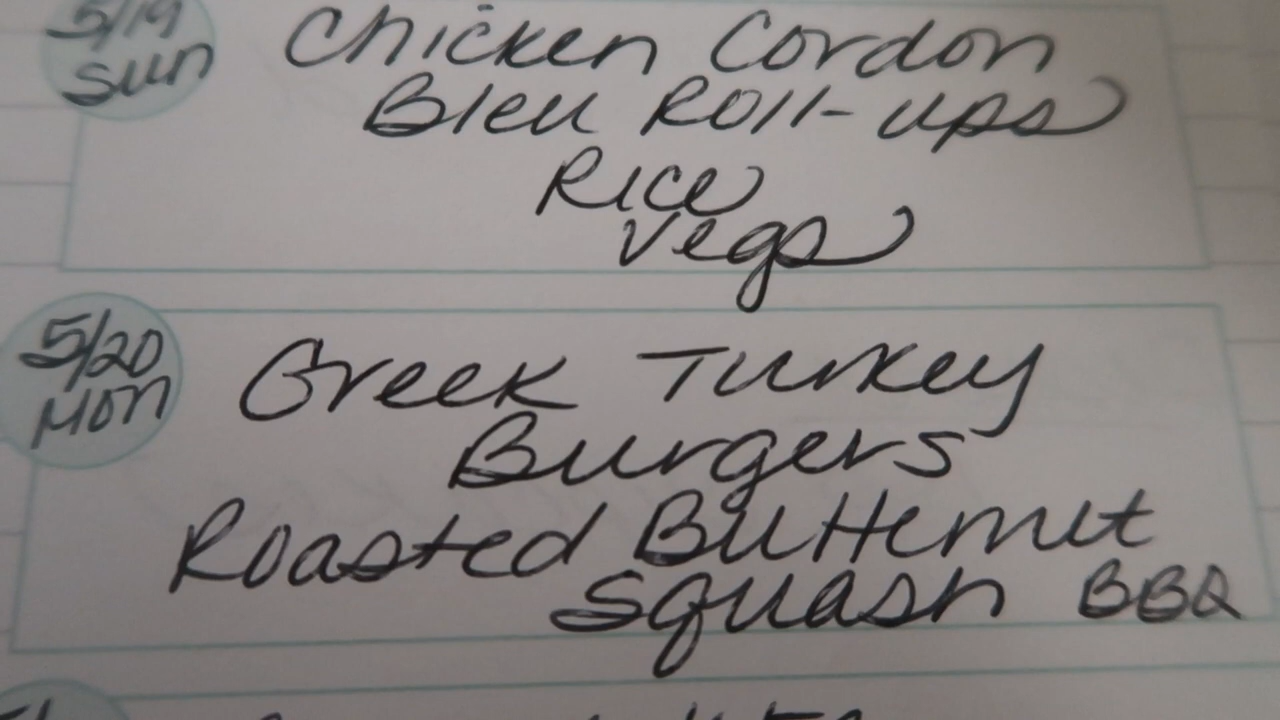 5/19
Sun
Chicken Cordon
Bleu Roll-ups
Rice
Vegs
5/20
Mon
Greek Turkey
Burgers
Roasted Butternut
Squash BBQ